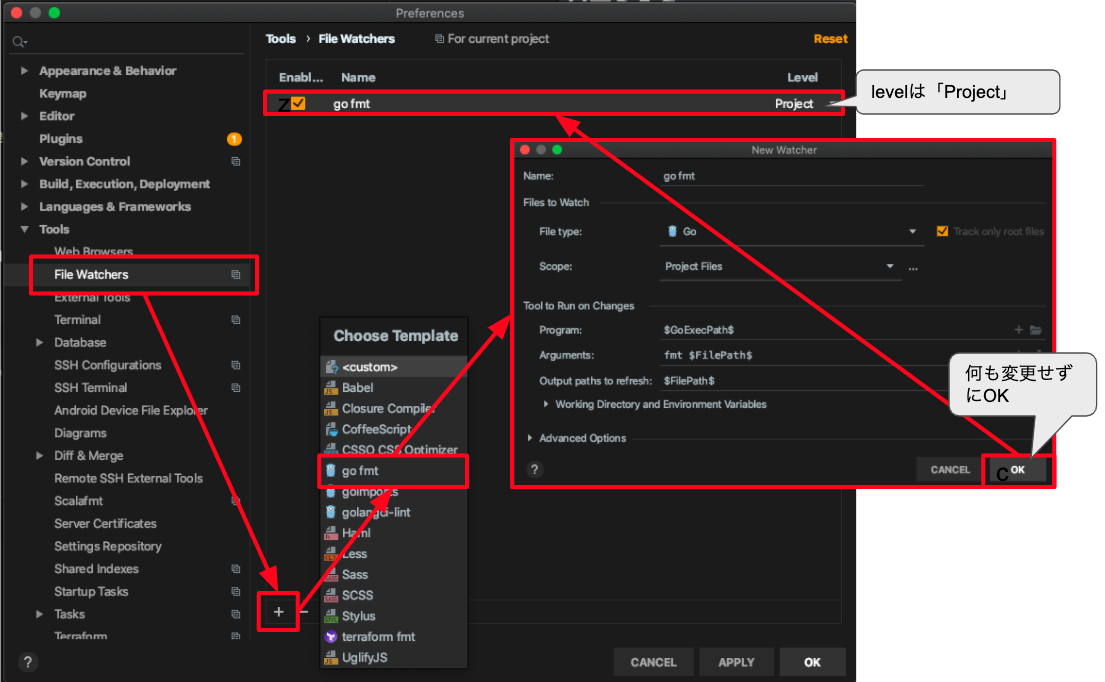 Preferences
Tools › File Watchers
For current project
Reset
Appearance & Behavior
Keymap
Editor
Plugins
1
Version Control
Build, Execution, Deployment
Languages & Frameworks
Tools
Web Browsers
File Watchers
External Tools
Terminal
Database
SSH Configurations
SSH Terminal
Android Device File Explorer
Diagrams
Diff & Merge
Remote SSH External Tools
Scalafmt
Server Certificates
Settings Repository
Shared Indexes
Startup Tasks
Tasks
Terraform
?
Enabl... Name Level
Z go fmt Project
levelは「Project」
Choose Template
<custom>
Babel
Closure Compiler
CoffeeScript
CSSO CSS Optimizer
go fmt
goimports
golangci-lint
Haml
Less
Sass
SCSS
Stylus
terraform fmt
UglifyJS
+ −
New Watcher
Name: go fmt
Files to Watch
File type: Go
Track only root files
Scope: Project Files ...
Tool to Run on Changes
Program: $GoExecPath$
Arguments: fmt $FilePath$
Output paths to refresh: $FilePath$
Working Directory and Environment Variables
Advanced Options
?
CANCEL
C OK
何も変更せず
にOK
CANCEL
APPLY
OK